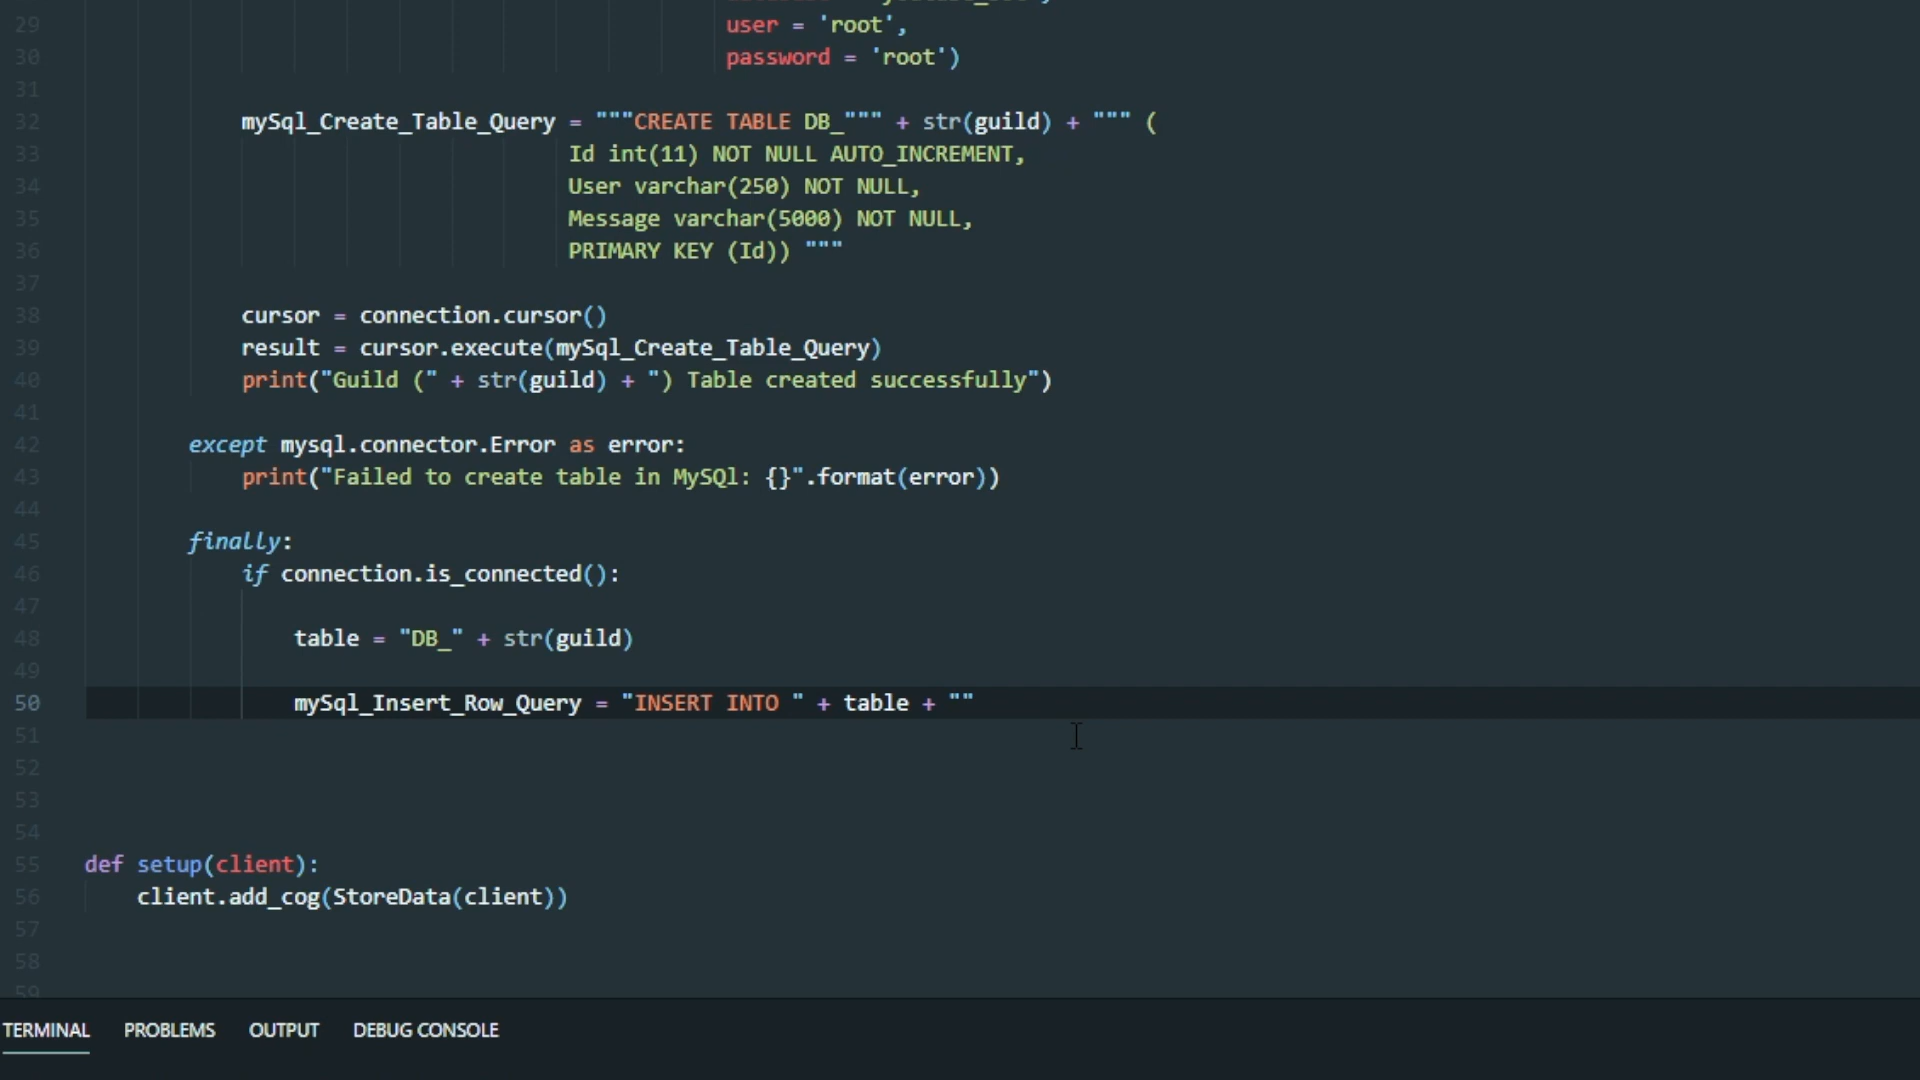 29 user = 'root',
30 password = 'root')
31
32 mySql_Create_Table_Query = """CREATE TABLE DB_""" + str(guild) + """ (
33 Id int(11) NOT NULL AUTO_INCREMENT,
34 User varchar(250) NOT NULL,
35 Message varchar(5000) NOT NULL,
36 PRIMARY KEY (Id)) """
37
38 cursor = connection.cursor()
39 result = cursor.execute(mySql_Create_Table_Query)
40 print("Guild (" + str(guild) + ") Table created successfully")
41
42 except mysql.connector.Error as error:
43 print("Failed to create table in MySQl: {}".format(error))
44
45 finally:
46 if connection.is_connected():
47
48 table = "DB_" + str(guild)
49
50 mySql_Insert_Row_Query = "INSERT INTO " + table + ""
51
52
53
54
55 def setup(client):
56 client.add_cog(StoreData(client))
57
58
59
TERMINAL PROBLEMS OUTPUT DEBUG CONSOLE